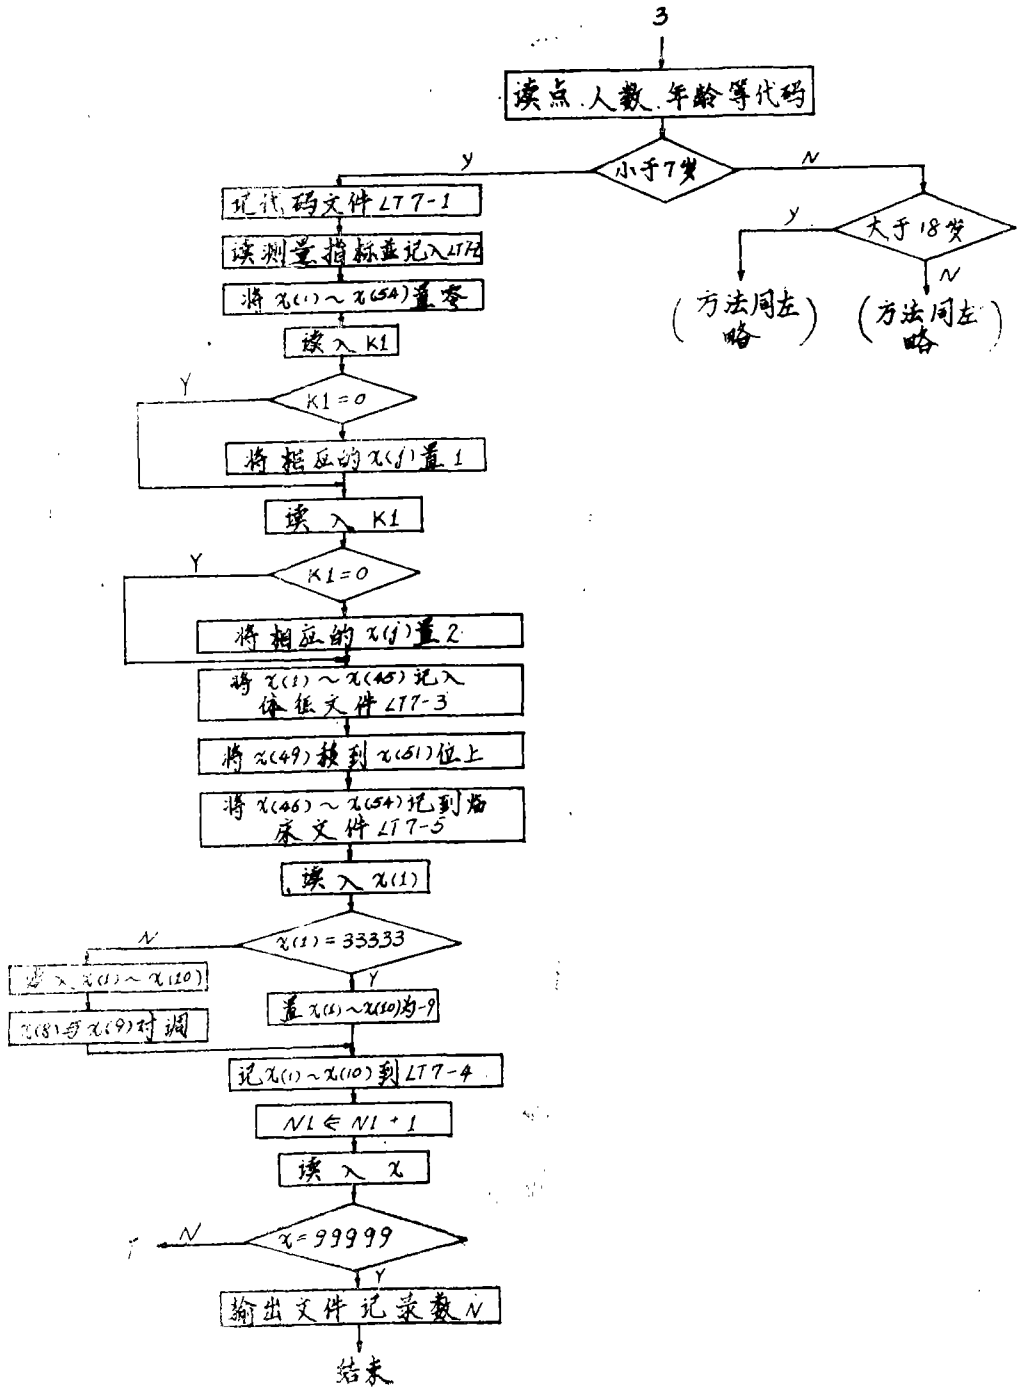 3
读点.人数.年龄等代码
小于7岁
Y
N
记代码文件LT7-1
大于18岁
Y
N
读测量指标並记入LT7-2
(方法同左
略)
(方法同左
略)
将x(1)~x(54)置零
读入K1
K1=0
Y
将相应的x(j)置1
读入K1
K1=0
Y
将相应的x(j)置2
将x(1)~x(45)记入
体征文件LT7-3
将x(49)移到x(51)位上
将x(46)~x(54)记到临
床文件LT7-5
读入x(1)
x(1)=33333
N
Y
读入x(1)~x(10)
置x(1)~x(10)为-9
x(8)与x(9)对调
记x(1)~x(10)到LT7-4
N1⇐N1+1
读入x
x=99999
N
Y
输出文件记录数N
结束